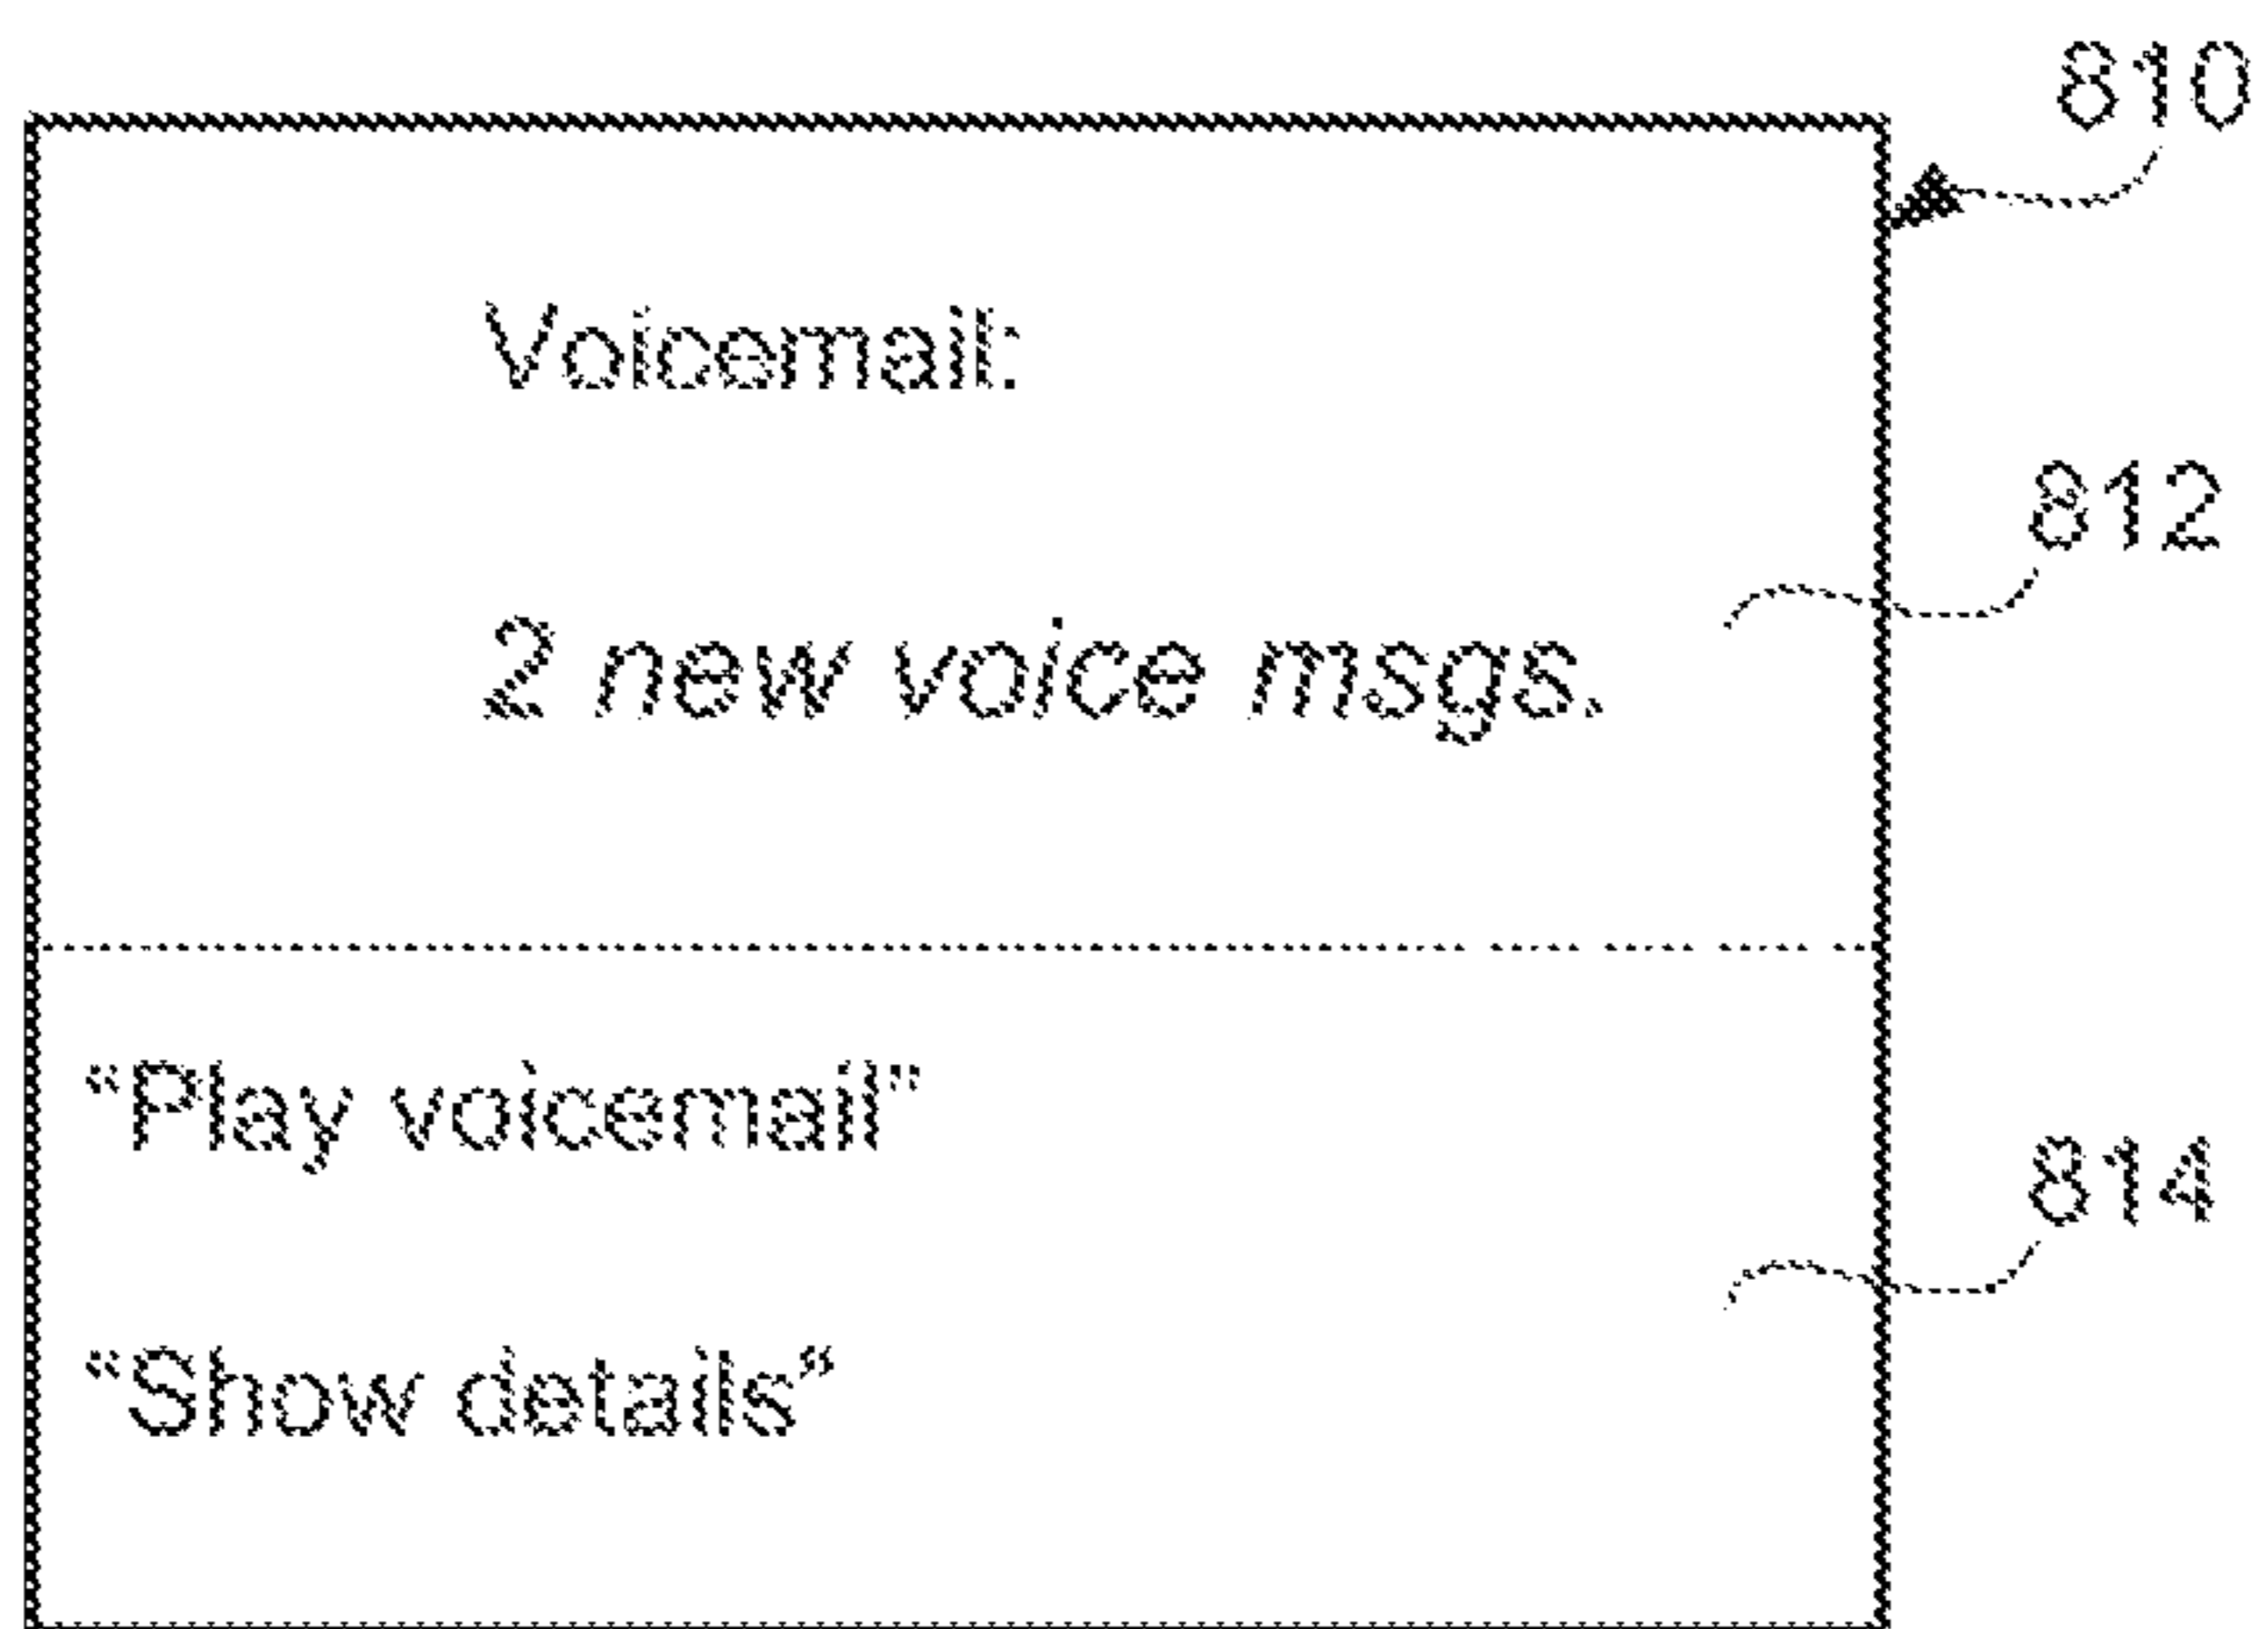 810
Voicemail:
812
2 new voice msgs.
“Play voicemail”
814
“Show details“